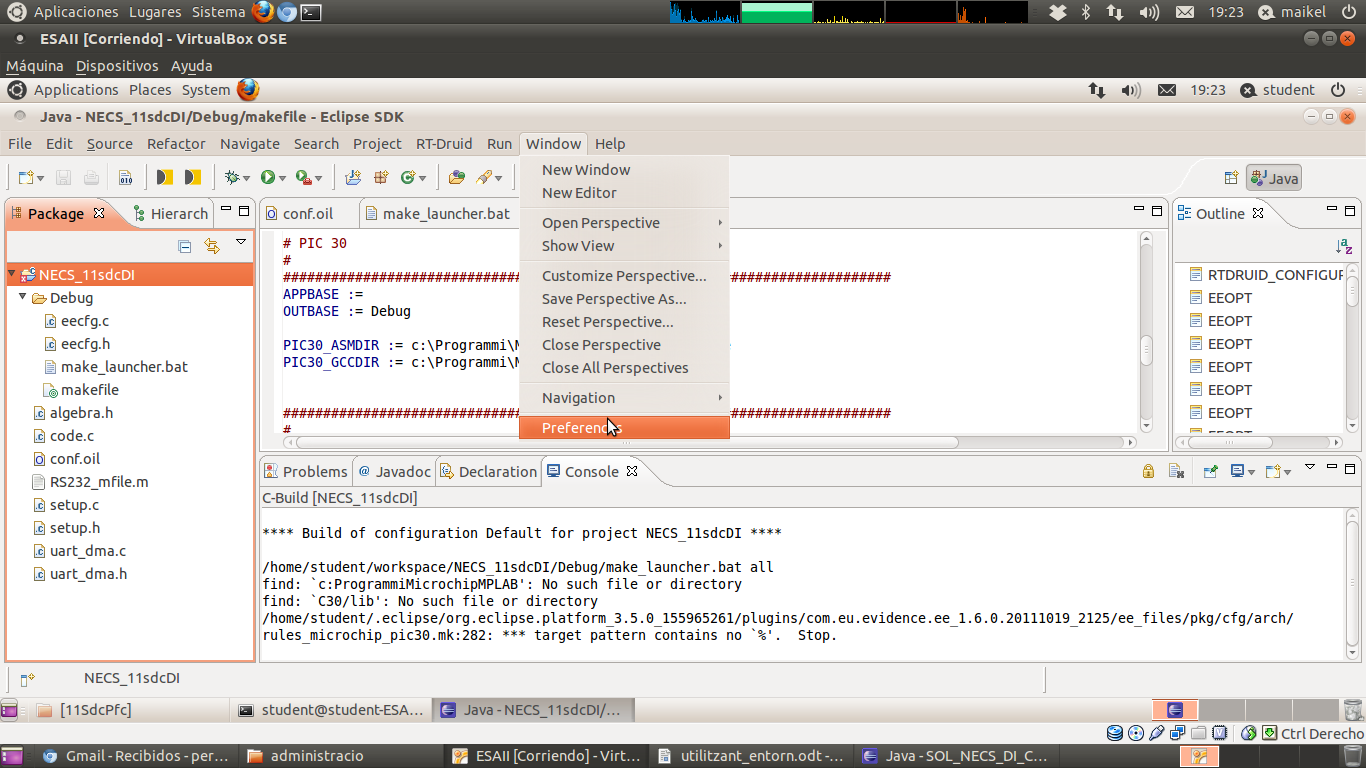 Aplicaciones Lugares Sistema 19:23 maikel
ESAII [Corriendo] - VirtualBox OSE
Máquina Dispositivos Ayuda
Applications Places System 19:23 student
Java - NECS_11sdcDI/Debug/makefile - Eclipse SDK
File Edit Source Refactor Navigate Search Project RT-Druid Run Window Help
New Window
New Editor
Open Perspective
Show View
Customize Perspective...
Save Perspective As...
Reset Perspective...
Close Perspective
Close All Perspectives
Navigation
Preferences
Java
Package Hierarch
NECS_11sdcDI
Debug
eecfg.c
eecfg.h
make_launcher.bat
makefile
algebra.h
code.c
conf.oil
RS232_mfile.m
setup.c
setup.h
uart_dma.c
uart_dma.h
conf.oil make_launcher.bat
# PIC 30
#
APPBASE :=
OUTBASE := Debug
PIC30_ASMDIR := c:\Programmi\
PIC30_GCCDIR := c:\Programmi\
#
Outline
RTDRUID_CONFIGUR
EEOPT
EEOPT
EEOPT
EEOPT
EEOPT
EEOPT
Problems @ Javadoc Declaration Console
C-Build [NECS_11sdcDI]
**** Build of configuration Default for project NECS_11sdcDI ****
/home/student/workspace/NECS_11sdcDI/Debug/make_launcher.bat all
find: `c:ProgrammiMicrochipMPLAB': No such file or directory
find: `C30/lib': No such file or directory
/home/student/.eclipse/org.eclipse.platform_3.5.0_155965261/plugins/com.eu.evidence.ee_1.6.0.20111019_2125/ee_files/pkg/cfg/arch/
rules_microchip_pic30.mk:282: *** target pattern contains no `%'.  Stop.
NECS_11sdcDI
[11SdcPfc] student@student-ESA... Java - NECS_11sdcDI/...
Ctrl Derecho
Gmail - Recibidos - per... administracio ESAII [Corriendo] - Virt... utilitzant_entorn.odt -... Java - SOL_NECS_DI_C...